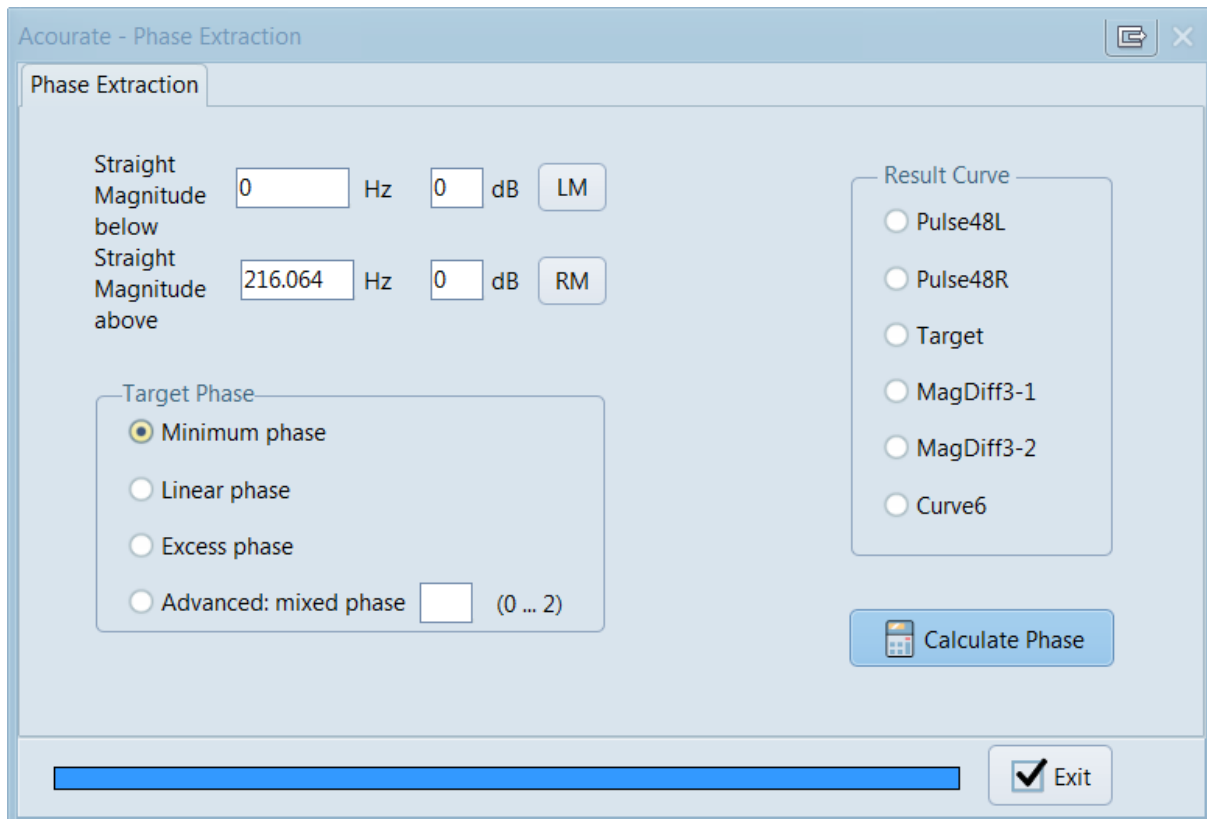 Acourate - Phase Extraction
Phase Extraction
Straight
Magnitude
below
0 Hz 0 dB LM
Straight
Magnitude
above
216.064 Hz 0 dB RM
Target Phase
Minimum phase
Linear phase
Excess phase
Advanced: mixed phase (0 ... 2)
Result Curve
Pulse48L
Pulse48R
Target
MagDiff3-1
MagDiff3-2
Curve6
Calculate Phase
Exit